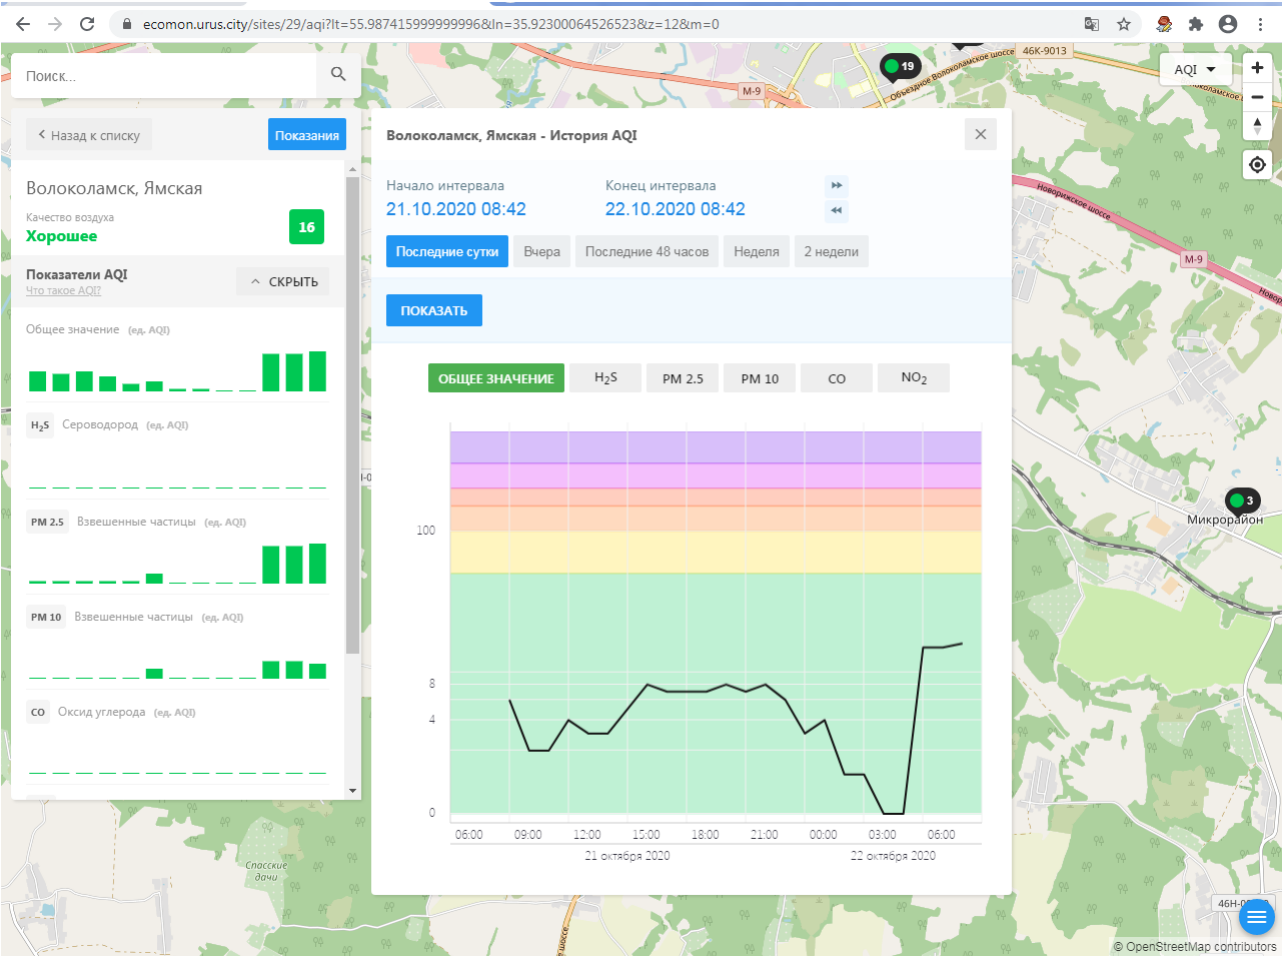 ecomon.urus.city/sites/29/aqi?lt=55.987415999999996&ln=35.92300064526523&z=12&m=0
Поиск...
46К-9013
19
Объездное Волоколамское шоссе
М-9
AQI
Назад к списку
Показания
Волоколамск, Ямская - История AQI
Волоколамск, Ямская
Качество воздуха
Хорошее
16
Начало интервала
Конец интервала
21.10.2020 08:42
22.10.2020 08:42
Новорижское шоссе
М-9
Новорижское
Последние сутки
Вчера
Последние 48 часов
Неделя
2 недели
Показатели AQI
Что такое AQI?
СКРЫТЬ
ПОКАЗАТЬ
Общее значение (ед. AQI)
ОБЩЕЕ ЗНАЧЕНИЕ
H₂S
PM 2.5
PM 10
CO
NO₂
H₂S Сероводород (ед. AQI)
PM 2.5 Взвешенные частицы (ед. AQI)
PM 10 Взвешенные частицы (ед. AQI)
CO Оксид углерода (ед. AQI)
100
8
4
0
3
Микрорайон
06:00 09:00 12:00 15:00 18:00 21:00 00:00 03:00 06:00
21 октября 2020
22 октября 2020
Спасские
дачи
шоссе
© OpenStreetMap contributors